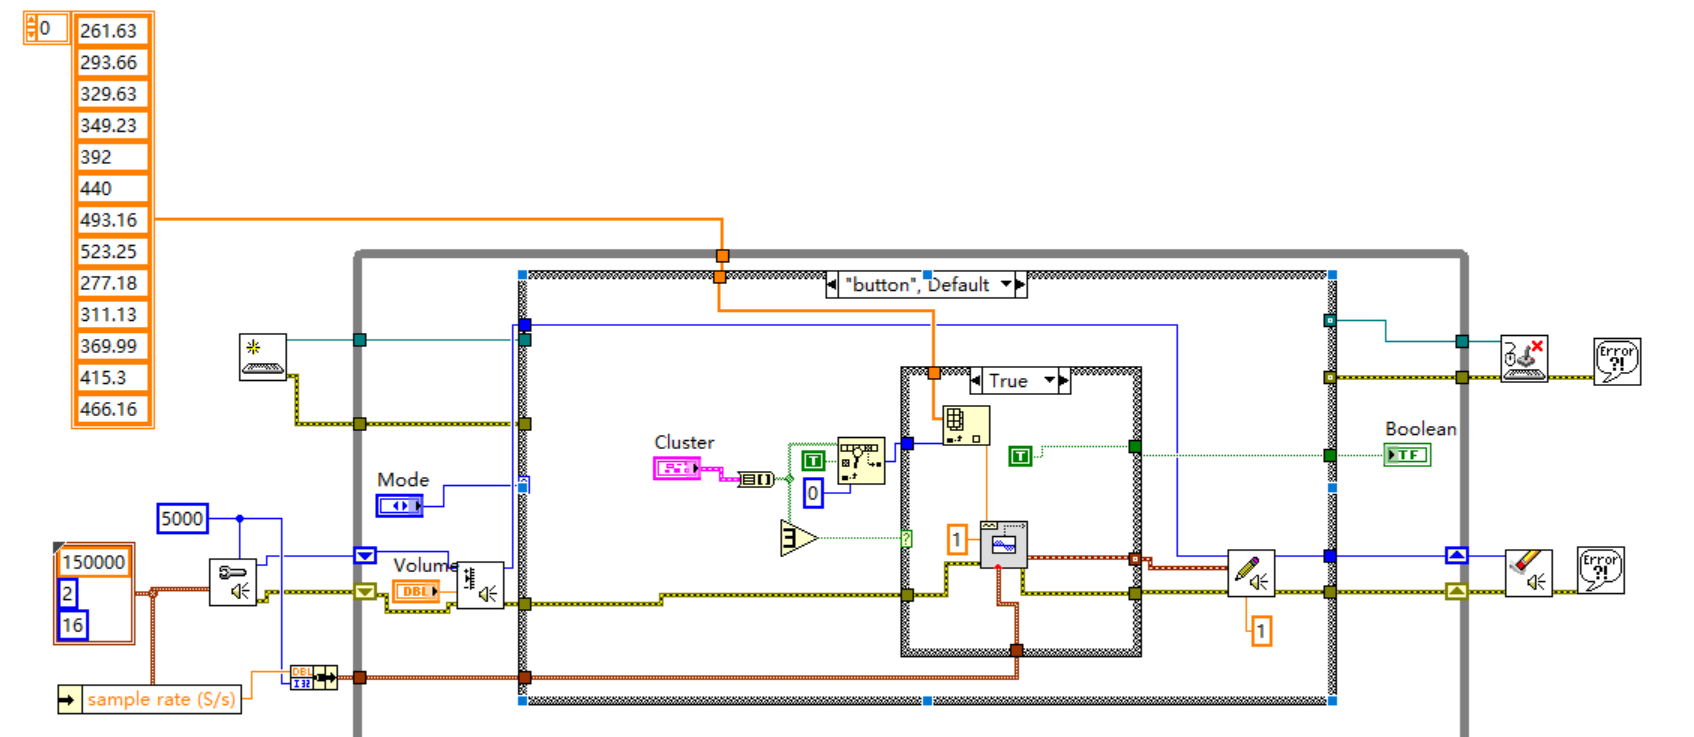 0
261.63
293.66
329.63
349.23
392
440
493.16
523.25
277.18
311.13
369.99
415.3
466.16
"button", Default
Error
?!
True
Boolean
TF
Cluster
T
T
0
Mode
5000
1
Volume
DBL
150000
2
16
Error
?!
1
DBL
I32
sample rate (S/s)